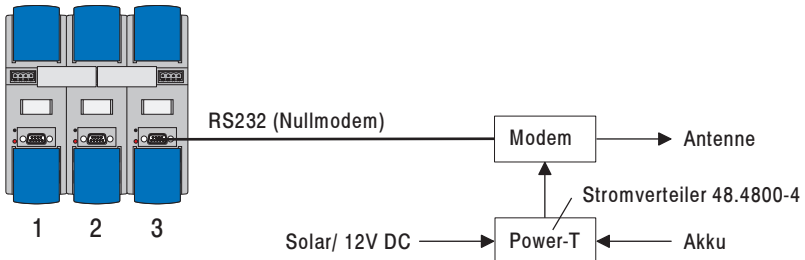 RS232 (Nullmodem)
Modem
Antenne
Stromverteiler 48.4800-4
1 2 3
Solar/ 12V DC
Power-T
Akku